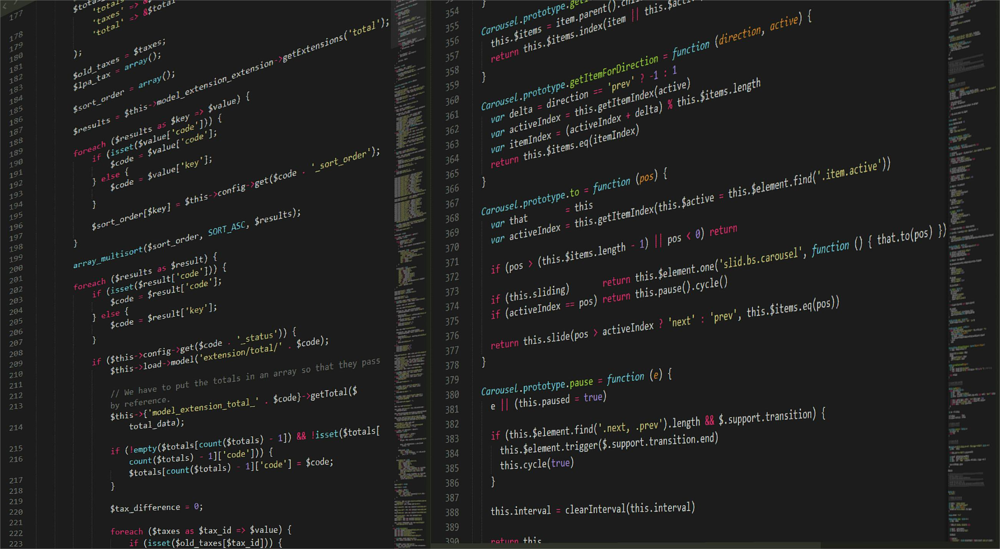 177
178
179
180
181
182
183
184
185
186
187
188
189
190
191
192
193
194
195
196
197
198
199
200
201
202
203
204
205
206
207
208
209
210
211
212
213
214
215
216
217
218
219
220
221
222
223
'taxes' =>
'total' => &$total
);
$old_taxes = $taxes;
$lpa_tax = array();
$sort_order = array();
$results = $this->model_extension_extension->getExtensions('total');
foreach ($results as $key => $value) {
if (isset($value['code'])) {
$code = $value['code'];
} else {
$code = $value['key'];
}
$sort_order[$key] = $this->config->get($code . '_sort_order');
}
array_multisort($sort_order, SORT_ASC, $results);
foreach ($results as $result) {
if (isset($result['code'])) {
$code = $result['code'];
} else {
$code = $result['key'];
}
if ($this->config->get($code . '_status')) {
$this->load->model('extension/total/' . $code);
// We have to put the totals in an array so that they pass
by reference.
$this->{'model_extension_total_' . $code}->getTotal($
total_data);
if (!empty($totals[count($totals) - 1]) && !isset($totals[
count($totals) - 1]['code'])) {
$totals[count($totals) - 1]['code'] = $code;
}
$tax_difference = 0;
foreach ($taxes as $tax_id => $value) {
if (isset($old_taxes[$tax_id])) {
354
355
356
357
358
359
360
361
362
363
364
365
366
367
368
369
370
371
372
373
374
375
376
377
378
379
380
381
382
383
384
385
386
387
388
389
390
}
Carousel.prototype.
this.$items = item.parent().
return this.$items.index(item || this.
}
Carousel.prototype.getItemForDirection = function (direction, active) {
var delta = direction == 'prev' ? -1 : 1
var activeIndex = this.getItemIndex(active)
var itemIndex = (activeIndex + delta) % this.$items.length
return this.$items.eq(itemIndex)
}
Carousel.prototype.to = function (pos) {
var that = this
var activeIndex = this.getItemIndex(this.$active = this.$element.find('.item.active'))
if (pos > (this.$items.length - 1) || pos < 0) return
if (this.sliding) return this.$element.one('slid.bs.carousel', function () { that.to(pos) })
if (activeIndex == pos) return this.pause().cycle()
return this.slide(pos > activeIndex ? 'next' : 'prev', this.$items.eq(pos))
}
Carousel.prototype.pause = function (e) {
e || (this.paused = true)
if (this.$element.find('.next, .prev').length && $.support.transition) {
this.$element.trigger($.support.transition.end)
this.cycle(true)
}
this.interval = clearInterval(this.interval)
return this